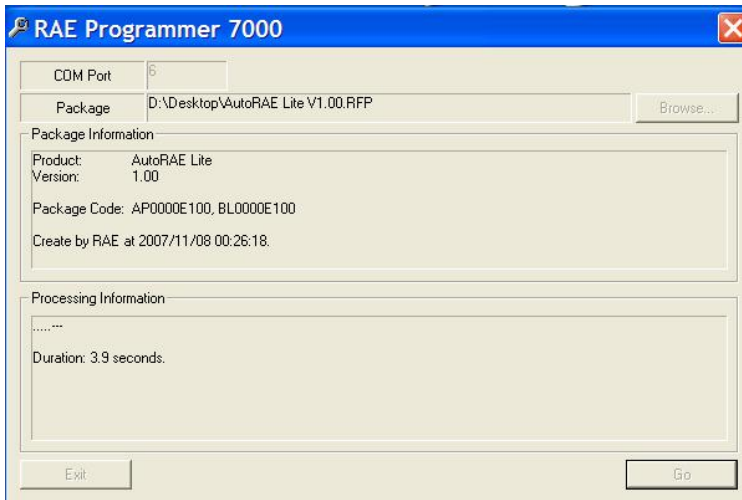 RAE Programmer 7000
COM Port 6
Package D:\Desktop\AutoRAE Lite V1.00.RFP Browse...
Package Information
Product: AutoRAE Lite
Version: 1.00
Package Code: AP0000E100, BL0000E100
Create by RAE at 2007/11/08 00:26:18.
Processing Information
.....---
Duration: 3.9 seconds.
Exit Go